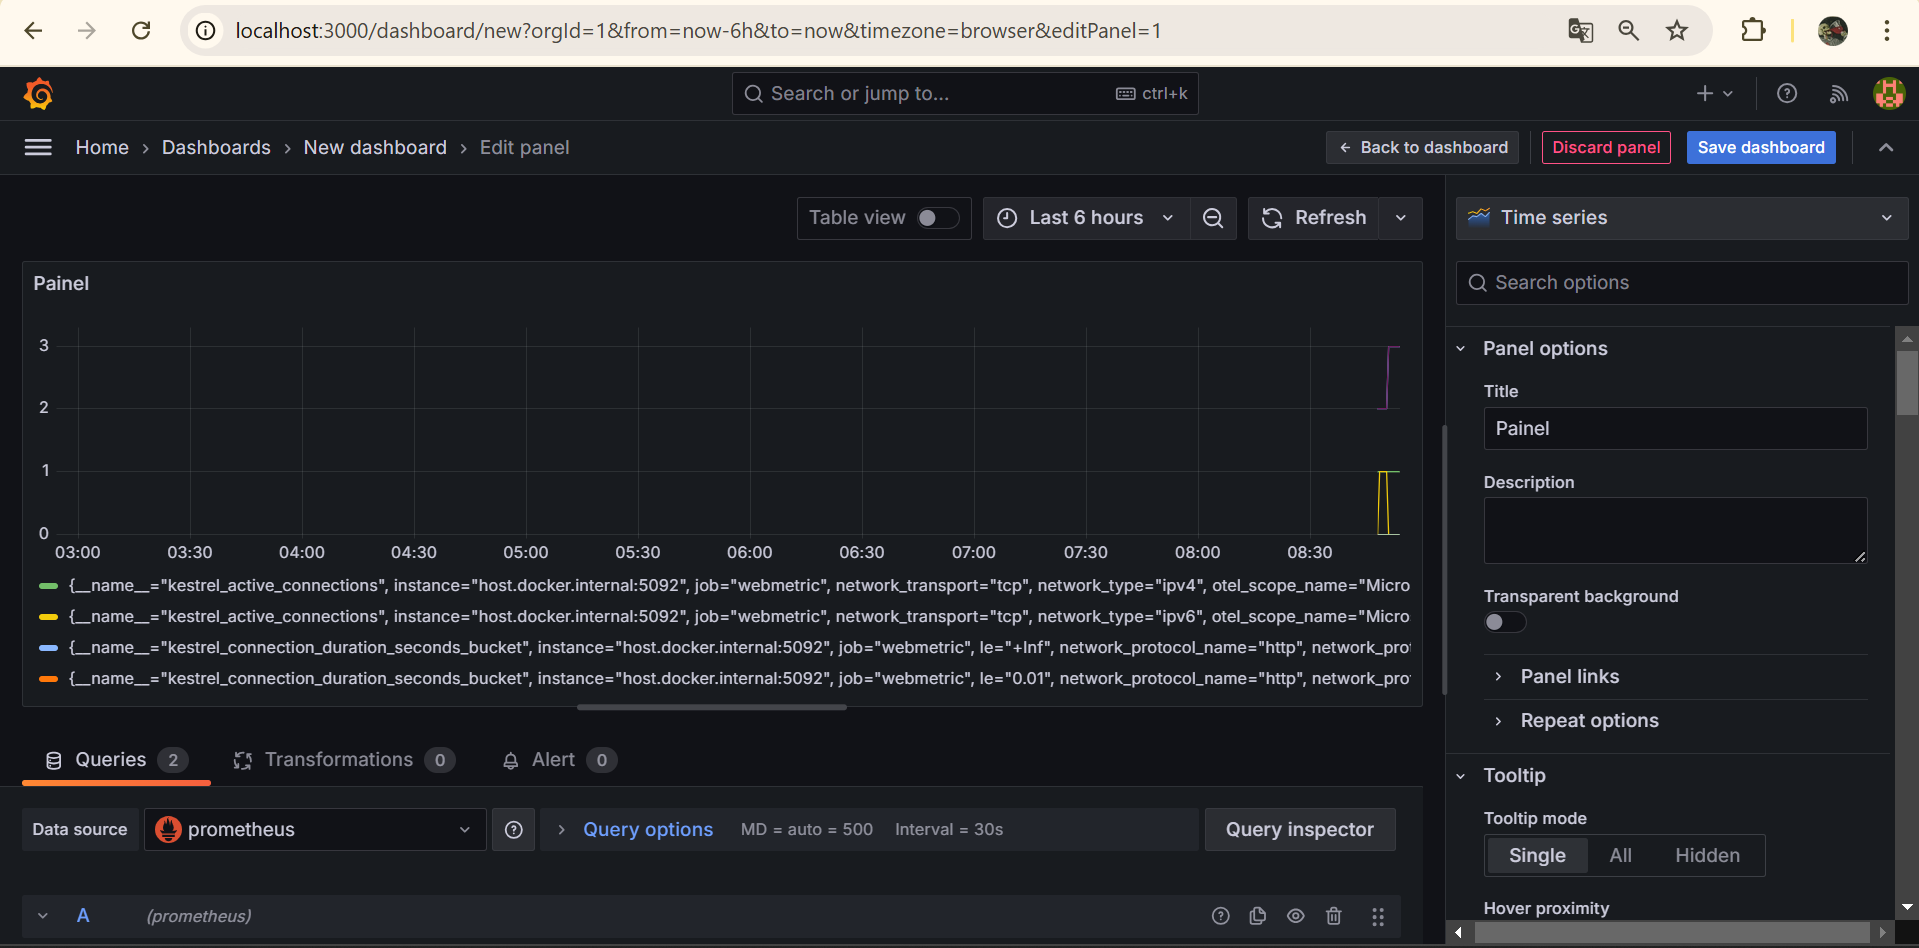 localhost:3000/dashboard/new?orgId=1&from=now-6h&to=now&timezone=browser&editPanel=1
Search or jump to...
ctrl+k
Home › Dashboards › New dashboard › Edit panel
Back to dashboard
Discard panel
Save dashboard
Table view
Last 6 hours
Refresh
Time series
Search options
Painel
3
2
1
0
03:00 03:30 04:00 04:30 05:00 05:30 06:00 06:30 07:00 07:30 08:00 08:30
{__name__="kestrel_active_connections", instance="host.docker.internal:5092", job="webmetric", network_transport="tcp", network_type="ipv4", otel_scope_name="Micro
{__name__="kestrel_active_connections", instance="host.docker.internal:5092", job="webmetric", network_transport="tcp", network_type="ipv6", otel_scope_name="Micro
{__name__="kestrel_connection_duration_seconds_bucket", instance="host.docker.internal:5092", job="webmetric", le="+Inf", network_protocol_name="http", network_pro
{__name__="kestrel_connection_duration_seconds_bucket", instance="host.docker.internal:5092", job="webmetric", le="0.01", network_protocol_name="http", network_pro
Queries 2
Transformations 0
Alert 0
Data source
prometheus
Query options
MD = auto = 500
Interval = 30s
Query inspector
A
(prometheus)
Panel options
Title
Painel
Description
Transparent background
Panel links
Repeat options
Tooltip
Tooltip mode
Single
All
Hidden
Hover proximity